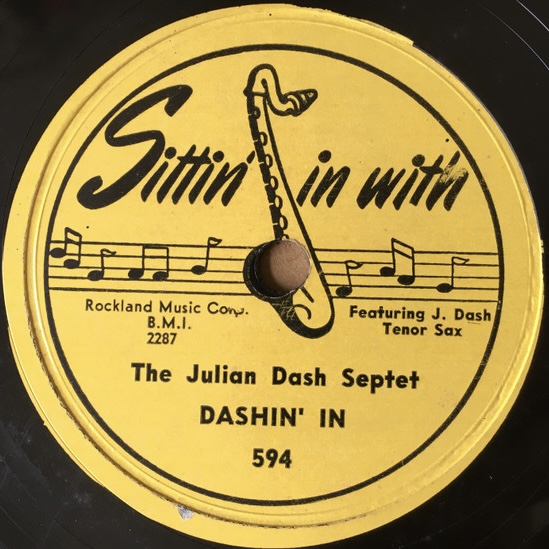 Sittin' in with
Rockland Music Corp.
B.M.I.
2287
Featuring J. Dash
Tenor Sax
The Julian Dash Septet
DASHIN' IN
594